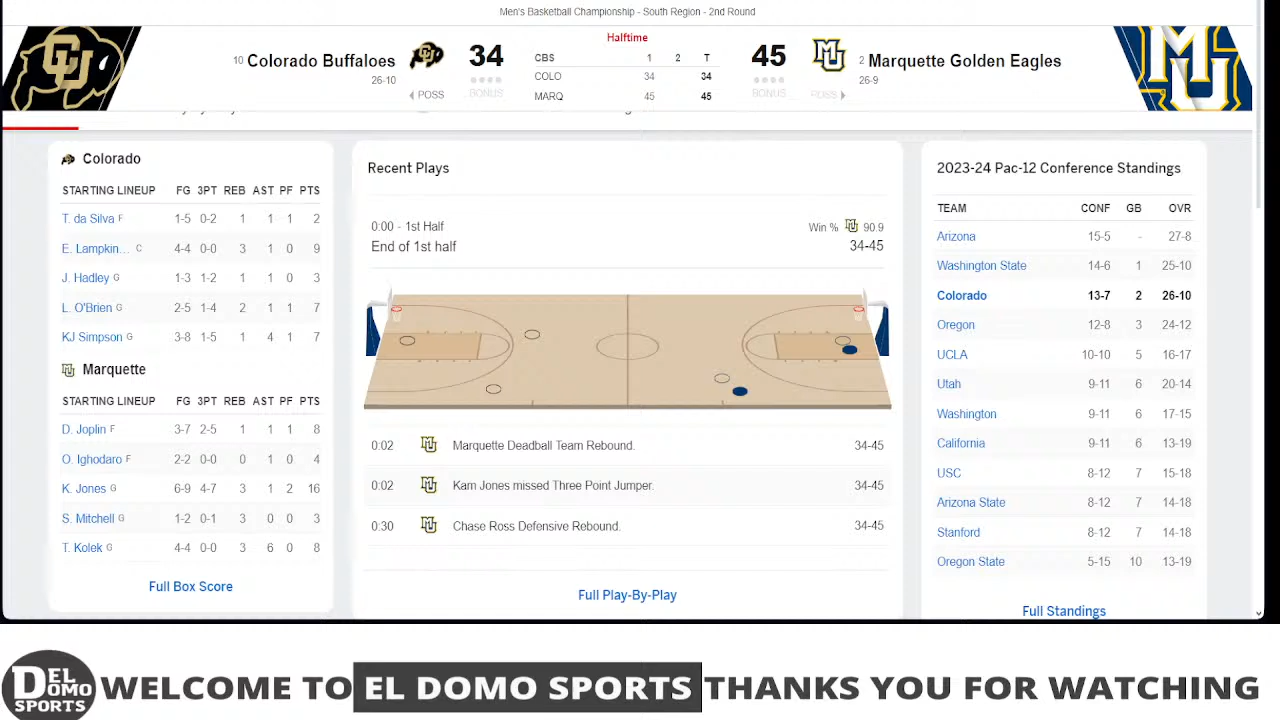 Men's Basketball Championship - South Region - 2nd Round
10 Colorado Buffaloes
26-10
34
POSS
BONUS
Halftime
CBS 1 2 T
COLO 34 34
MARQ 45 45
45
BONUS
POSS
2 Marquette Golden Eagles
26-9
Colorado
STARTING LINEUP FG 3PT REB AST PF PTS
T. da Silva F 1-5 0-2 1 1 1 2
E. Lampkin... C 4-4 0-0 3 1 0 9
J. Hadley G 1-3 1-2 1 1 0 3
L. O'Brien G 2-5 1-4 2 1 1 7
KJ Simpson G 3-8 1-5 1 4 1 7
Marquette
STARTING LINEUP FG 3PT REB AST PF PTS
D. Joplin F 3-7 2-5 1 1 1 8
O. Ighodaro F 2-2 0-0 0 1 0 4
K. Jones G 6-9 4-7 3 1 2 16
S. Mitchell G 1-2 0-1 3 0 0 3
T. Kolek G 4-4 0-0 3 6 0 8
Full Box Score
Recent Plays
0:00 - 1st Half
End of 1st half
Win % 90.9
34-45
0:02 Marquette Deadball Team Rebound. 34-45
0:02 Kam Jones missed Three Point Jumper. 34-45
0:30 Chase Ross Defensive Rebound. 34-45
Full Play-By-Play
2023-24 Pac-12 Conference Standings
TEAM CONF GB OVR
Arizona 15-5 - 27-8
Washington State 14-6 1 25-10
Colorado 13-7 2 26-10
Oregon 12-8 3 24-12
UCLA 10-10 5 16-17
Utah 9-11 6 20-14
Washington 9-11 6 17-15
California 9-11 6 13-19
USC 8-12 7 15-18
Arizona State 8-12 7 14-18
Stanford 8-12 7 14-18
Oregon State 5-15 10 13-19
Full Standings
DEL DOMO SPORTS
WELCOME TO EL DOMO SPORTS THANKS YOU FOR WATCHING